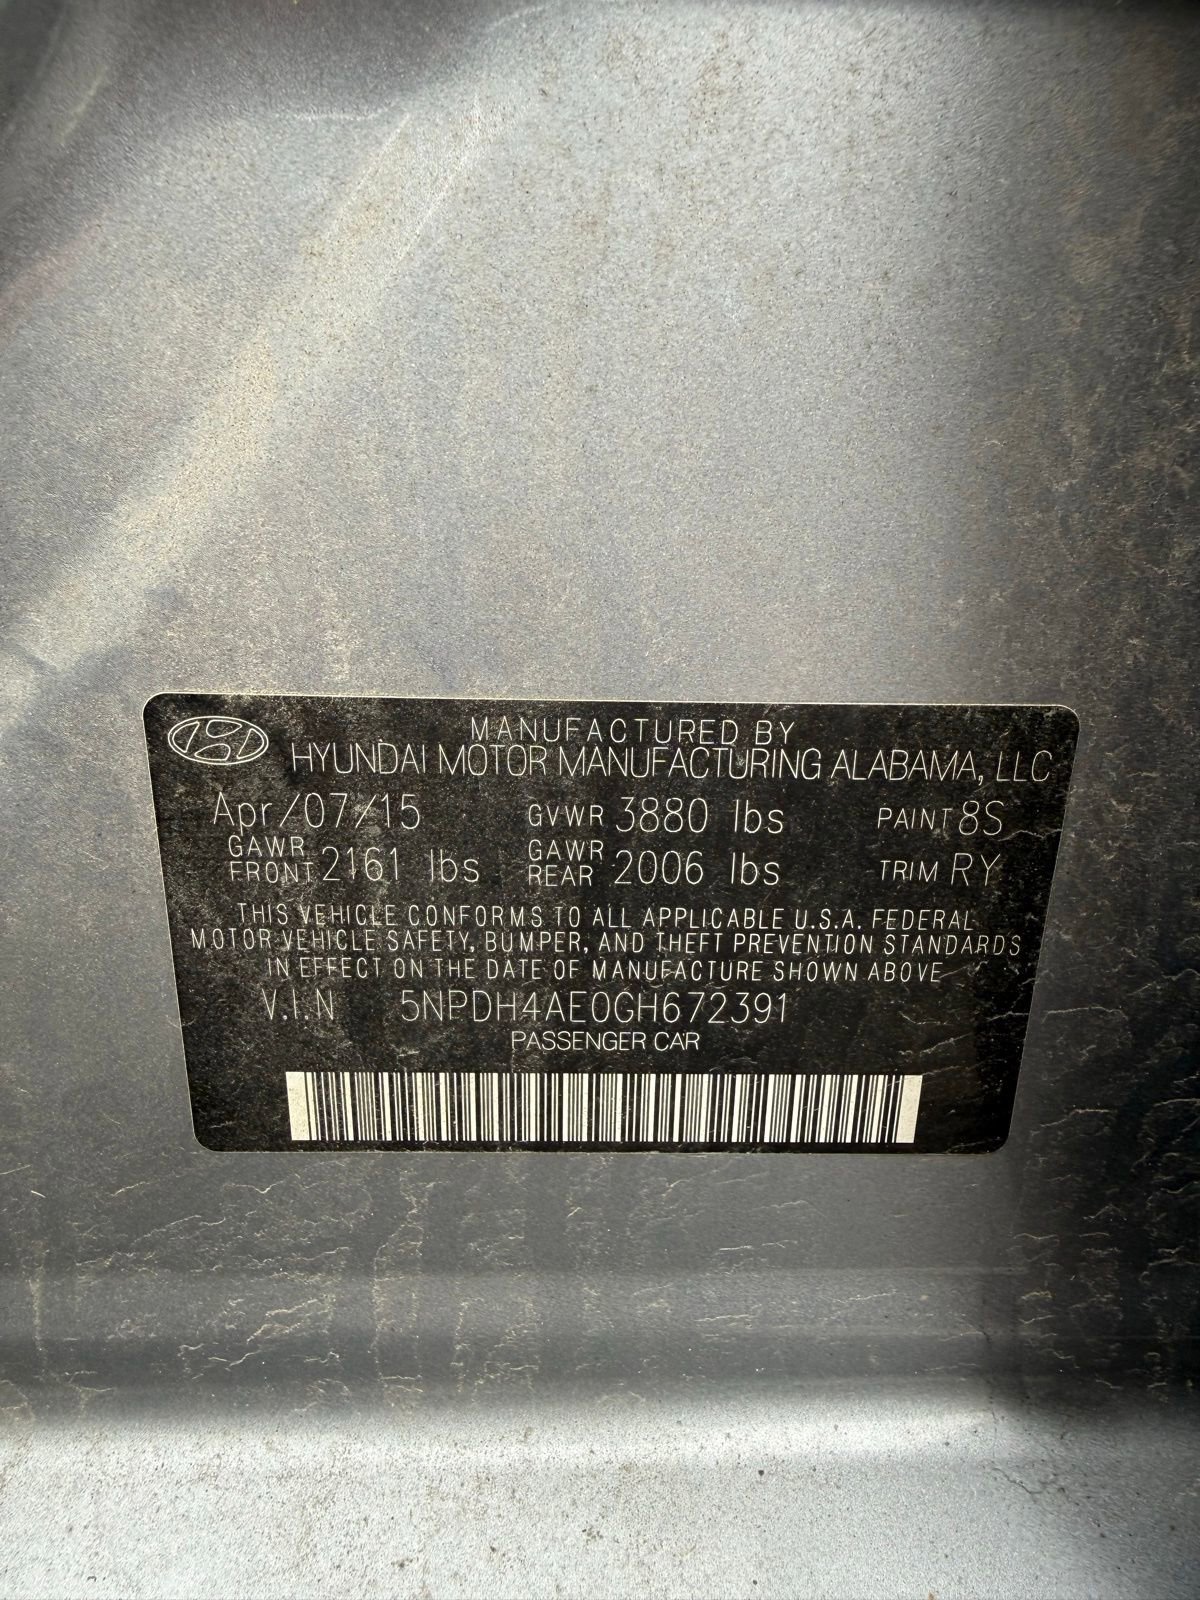 MANUFACTURED BY
HYUNDAI MOTOR MANUFACTURING ALABAMA, LLC
Apr/07/15 GVWR 3880 lbs PAINT 8S
GAWR FRONT 2161 lbs GAWR REAR 2006 lbs TRIM RY
THIS VEHICLE CONFORMS TO ALL APPLICABLE U.S.A. FEDERAL
MOTOR VEHICLE SAFETY, BUMPER, AND THEFT PREVENTION STANDARDS
IN EFFECT ON THE DATE OF MANUFACTURE SHOWN ABOVE
V.I.N 5NPDH4AE0GH672391
PASSENGER CAR